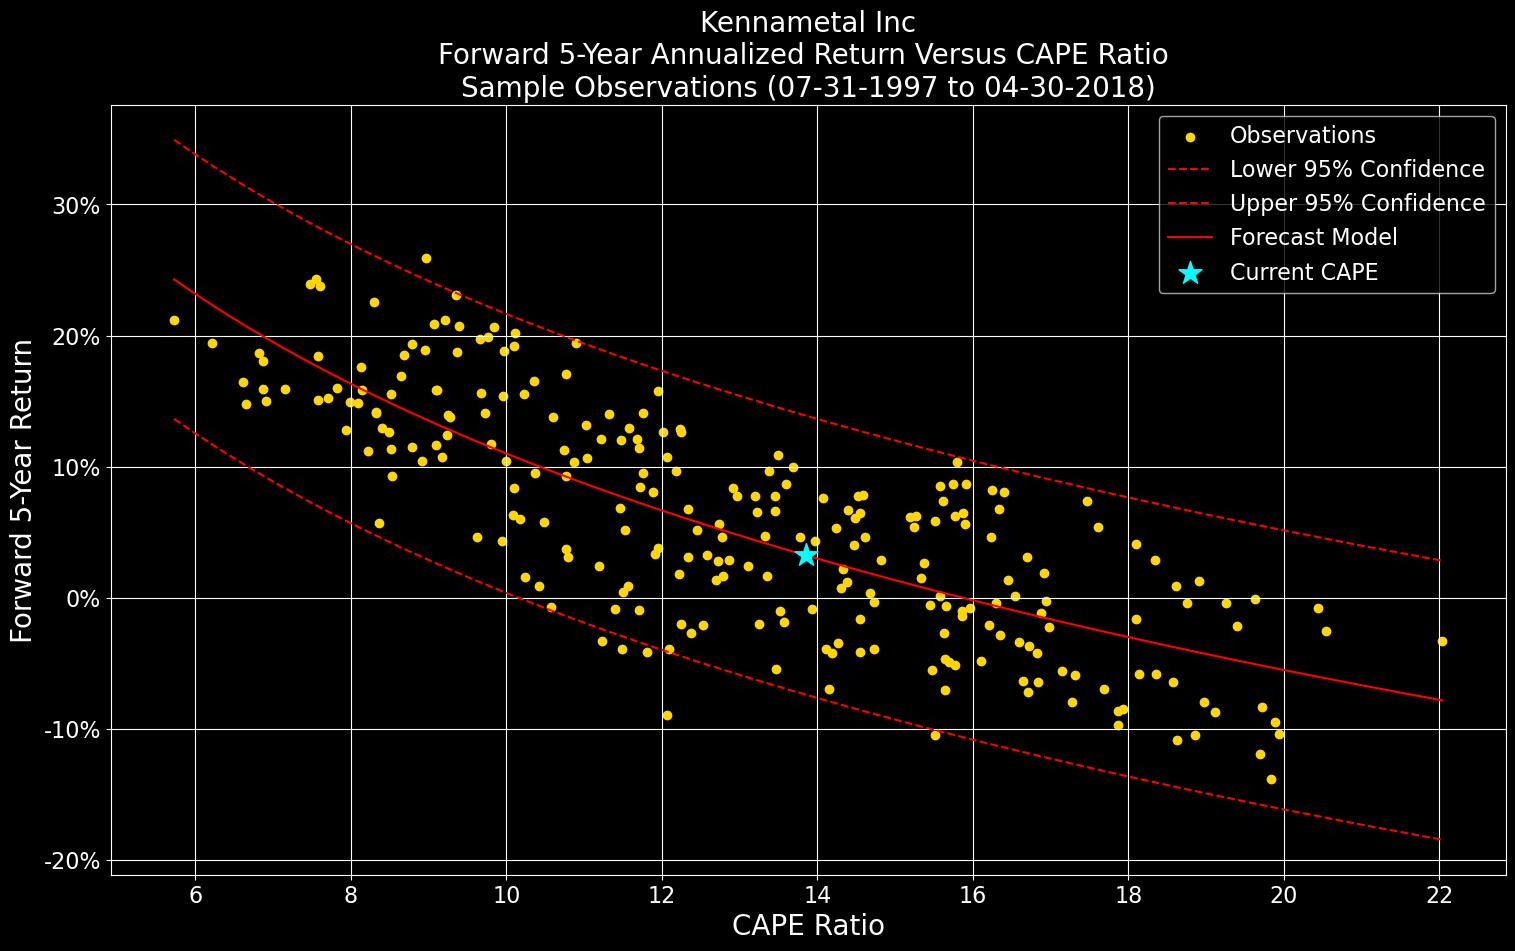 Kennametal Inc
Forward 5-Year Annualized Return Versus CAPE Ratio
Sample Observations (07-31-1997 to 04-30-2018)
Observations
Lower 95% Confidence
Upper 95% Confidence
Forecast Model
Current CAPE
Forward 5-Year Return
30%
20%
10%
0%
-10%
-20%
6 8 10 12 14 16 18 20 22
CAPE Ratio